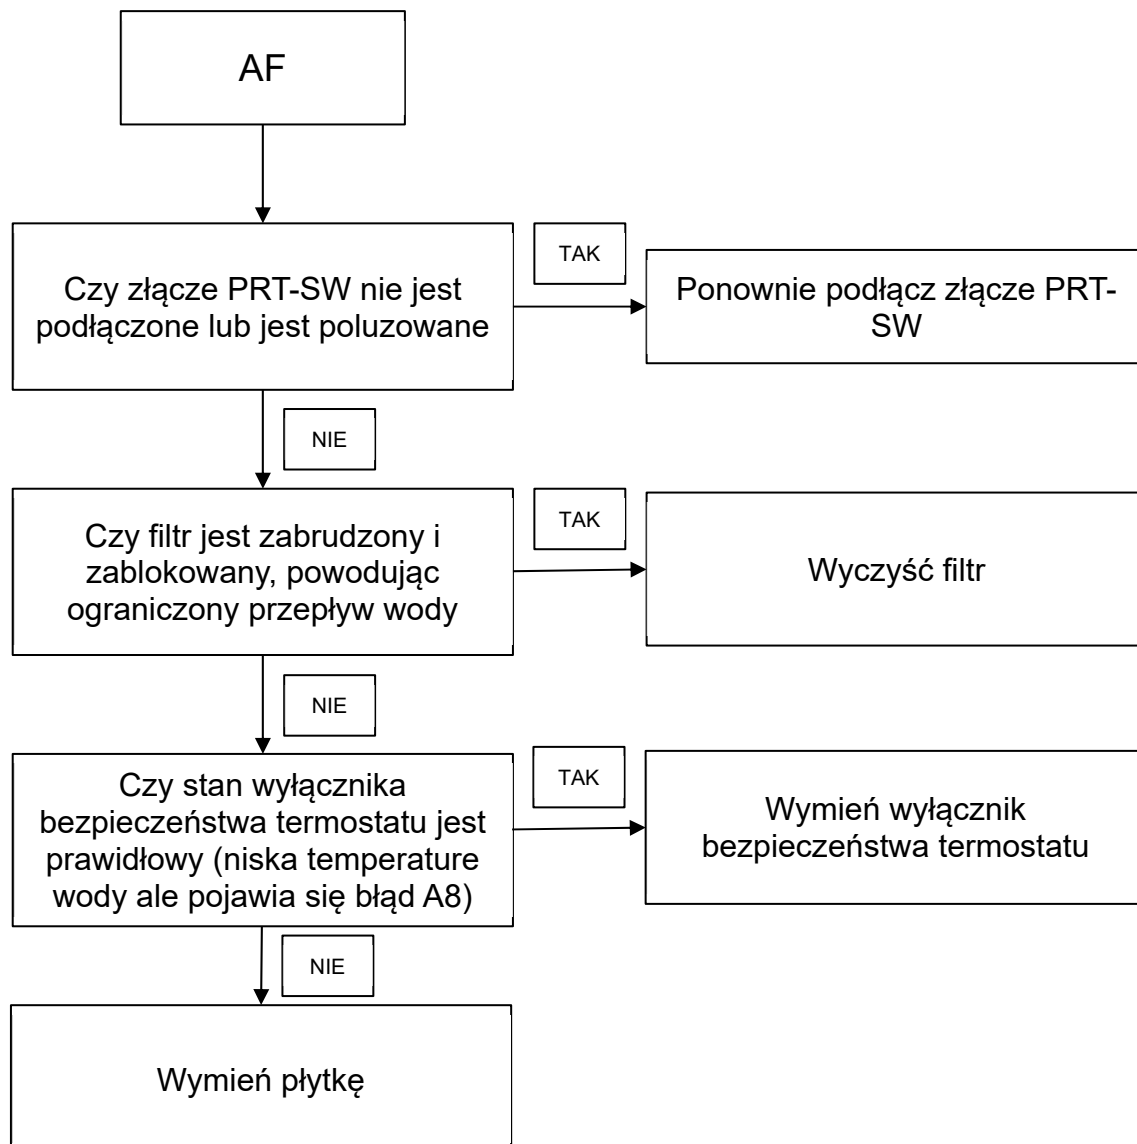 AF
TAK
Czy złącze PRT-SW nie jest
podłączone lub jest poluzowane
Ponownie podłącz złącze PRT-
SW
NIE
TAK
Czy filtr jest zabrudzony i
zablokowany, powodując
ograniczony przepływ wody
Wyczyść filtr
NIE
TAK
Czy stan wyłącznika
bezpieczeństwa termostatu jest
prawidłowy (niska temperature
wody ale pojawia się błąd A8)
Wymień wyłącznik
bezpieczeństwa termostatu
NIE
Wymień płytkę